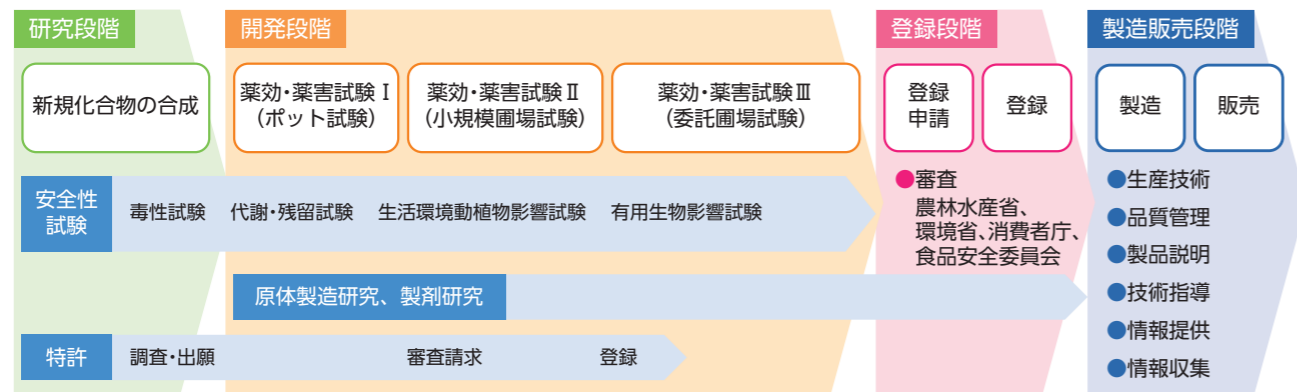 研究段階
開発段階
登録段階
製造販売段階
新規化合物の合成
薬効・薬害試験Ⅰ
(ポット試験)
薬効・薬害試験Ⅱ
(小規模圃場試験)
薬効・薬害試験Ⅲ
(委託圃場試験)
登録
申請
登録
製造
販売
安全性
試験
毒性試験
代謝・残留試験
生活環境動植物影響試験
有用生物影響試験
●審査
農林水産省、
環境省、消費者庁、
食品安全委員会
原体製造研究、製剤研究
特許
調査・出願
審査請求
登録
●生産技術
●品質管理
●製品説明
●技術指導
●情報提供
●情報収集